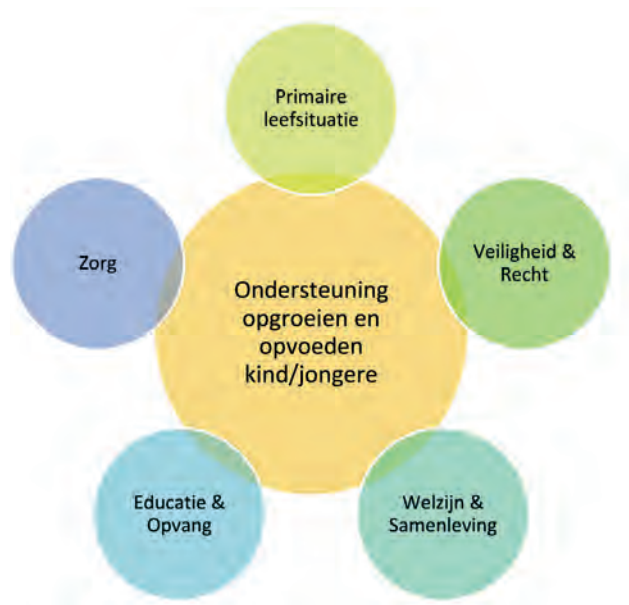 Primaire
leefsituatie
Zorg
Veiligheid &
Recht
Ondersteuning
opgroeien en
opvoeden
kind/jongere
Educatie &
Opvang
Welzijn &
Samenleving